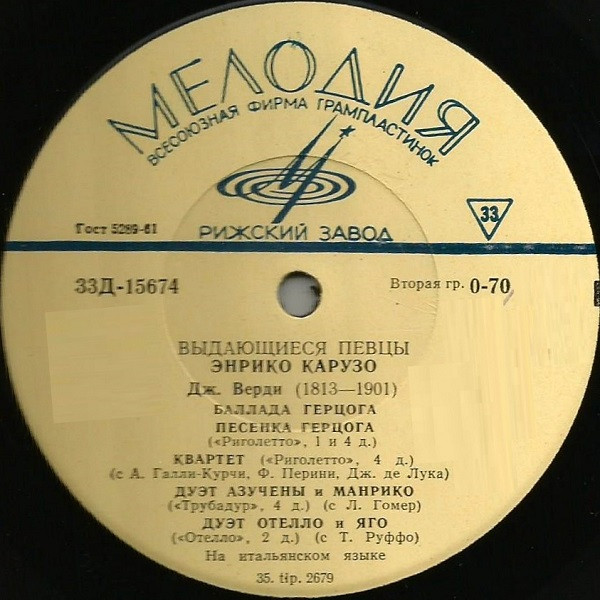 МЕЛОДИЯ
ВСЕСОЮЗНАЯ ФИРМА ГРАМПЛАСТИНОК
33
Гост 5289-61
РИЖСКИЙ ЗАВОД
33Д-15674
Вторая гр. 0-70
ВЫДАЮЩИЕСЯ ПЕВЦЫ
ЭНРИКО КАРУЗО
Дж. Верди (1813—1901)
БАЛЛАДА ГЕРЦОГА
ПЕСЕНКА ГЕРЦОГА
(«Риголетто», 1 и 4 д.)
КВАРТЕТ («Риголетто», 4 д.)
(с А. Галли-Курчи, Ф. Перини, Дж. де Лука)
ДУЭТ АЗУЧЕНЫ и МАНРИКО
(«Трубадур», 4 д.) (с Л. Гомер)
ДУЭТ ОТЕЛЛО и ЯГО
(«Отелло», 2 д.) (с Т. Руффо)
На итальянском языке
35. tip. 2679